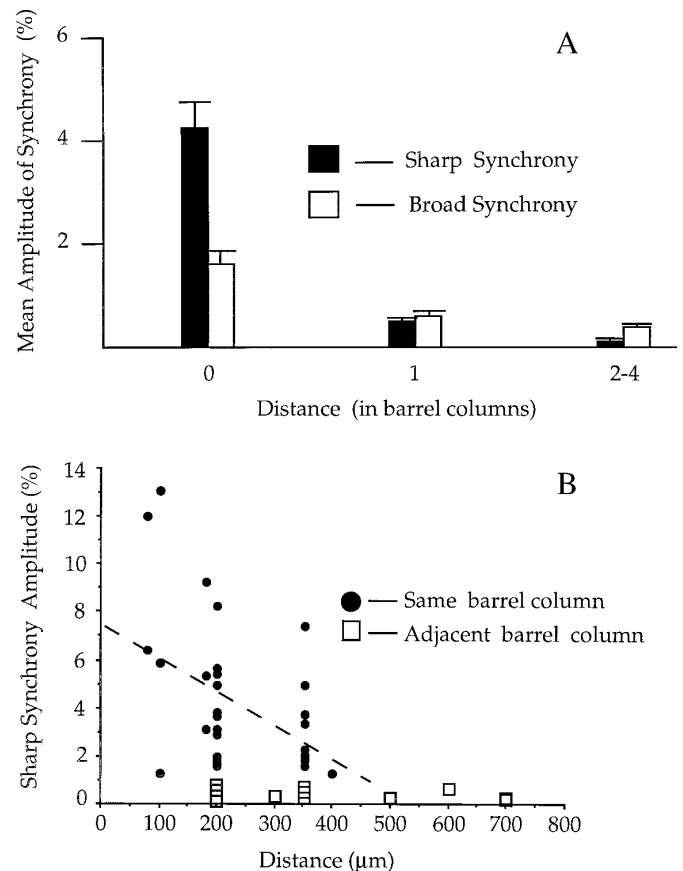 A
Mean Amplitude of Synchrony (%)
6
4
2
Sharp Synchrony
Broad Synchrony
0 1 2-4
Distance (in barrel columns)
B
Sharp Synchrony Amplitude (%)
14
12
10
8
6
4
2
0
Same barrel column
Adjacent barrel column
0 100 200 300 400 500 600 700 800
Distance (μm)